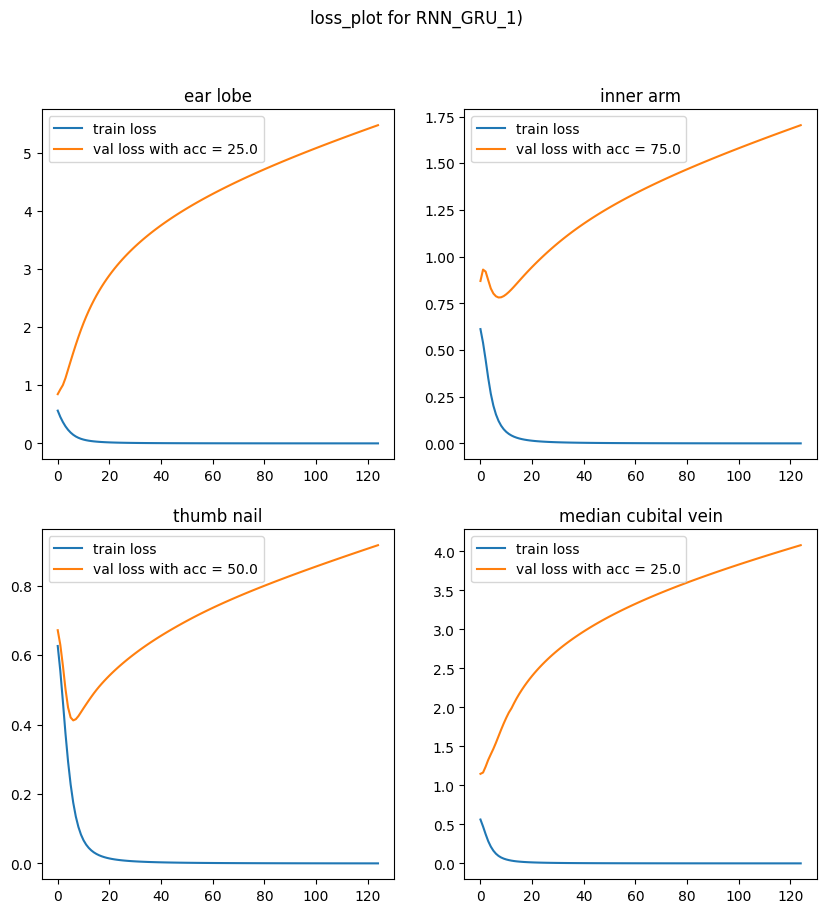 loss_plot for RNN_GRU_1)
ear lobe
train loss
val loss with acc = 25.0
5
4
3
2
1
0
0 20 40 60 80 100 120
inner arm
train loss
val loss with acc = 75.0
1.75
1.50
1.25
1.00
0.75
0.50
0.25
0.00
0 20 40 60 80 100 120
thumb nail
train loss
val loss with acc = 50.0
0.8
0.6
0.4
0.2
0.0
0 20 40 60 80 100 120
median cubital vein
train loss
val loss with acc = 25.0
4.0
3.5
3.0
2.5
2.0
1.5
1.0
0.5
0.0
0 20 40 60 80 100 120